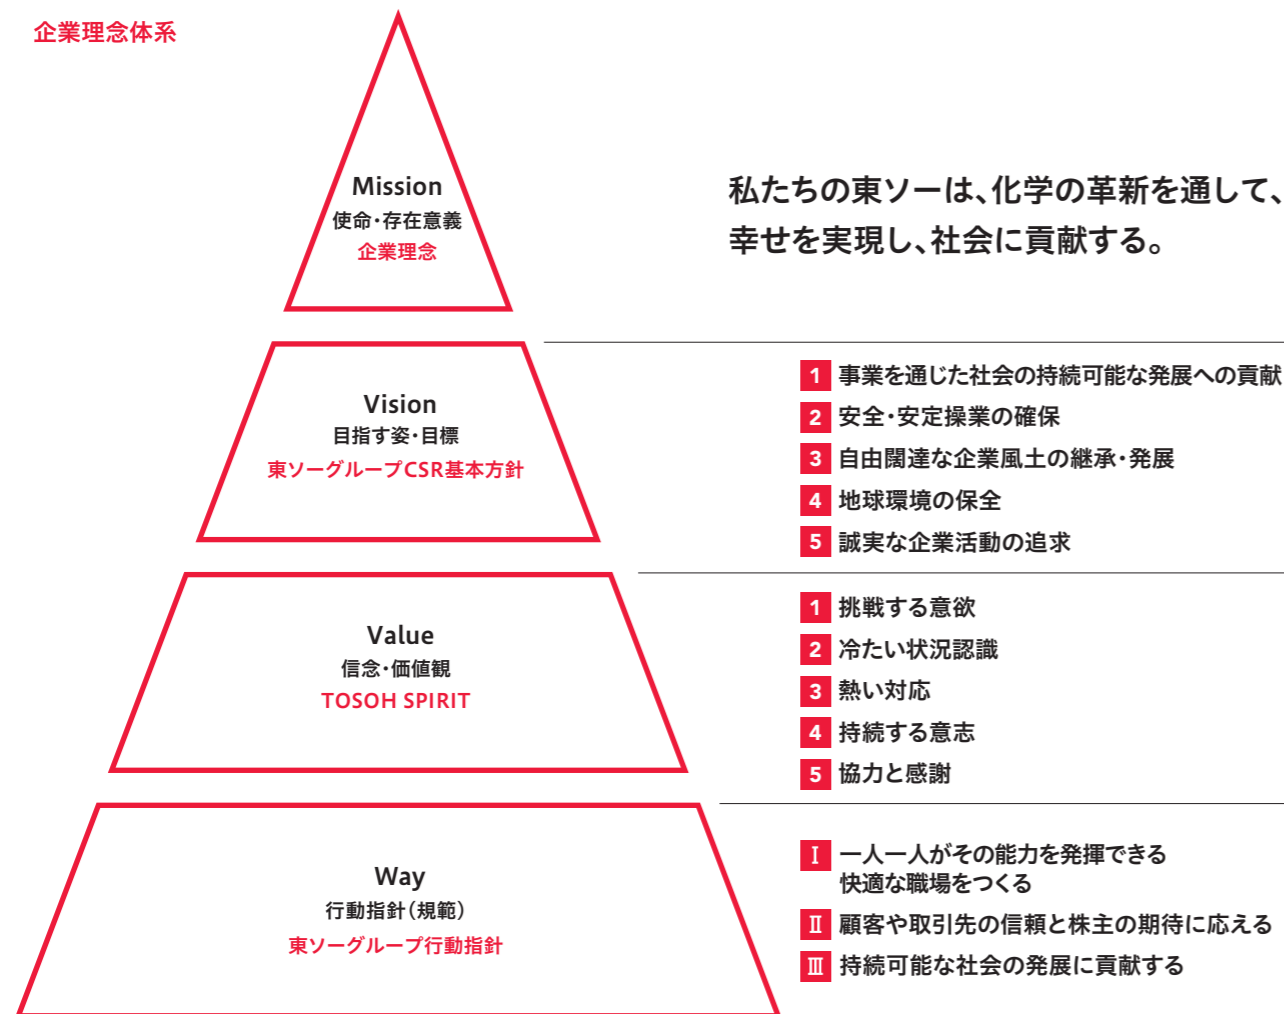 企業理念体系
Mission
使命・存在意義
企業理念
私たちの東ソーは、化学の革新を通して、
幸せを実現し、社会に貢献する。
Vision
目指す姿・目標
東ソーグループCSR基本方針
1 事業を通じた社会の持続可能な発展への貢献
2 安全・安定操業の確保
3 自由闊達な企業風土の継承・発展
4 地球環境の保全
5 誠実な企業活動の追求
Value
信念・価値観
TOSOH SPIRIT
1 挑戦する意欲
2 冷たい状況認識
3 熱い対応
4 持続する意志
5 協力と感謝
Way
行動指針（規範）
東ソーグループ行動指針
Ⅰ 一人一人がその能力を発揮できる
快適な職場をつくる
Ⅱ 顧客や取引先の信頼と株主の期待に応える
Ⅲ 持続可能な社会の発展に貢献する